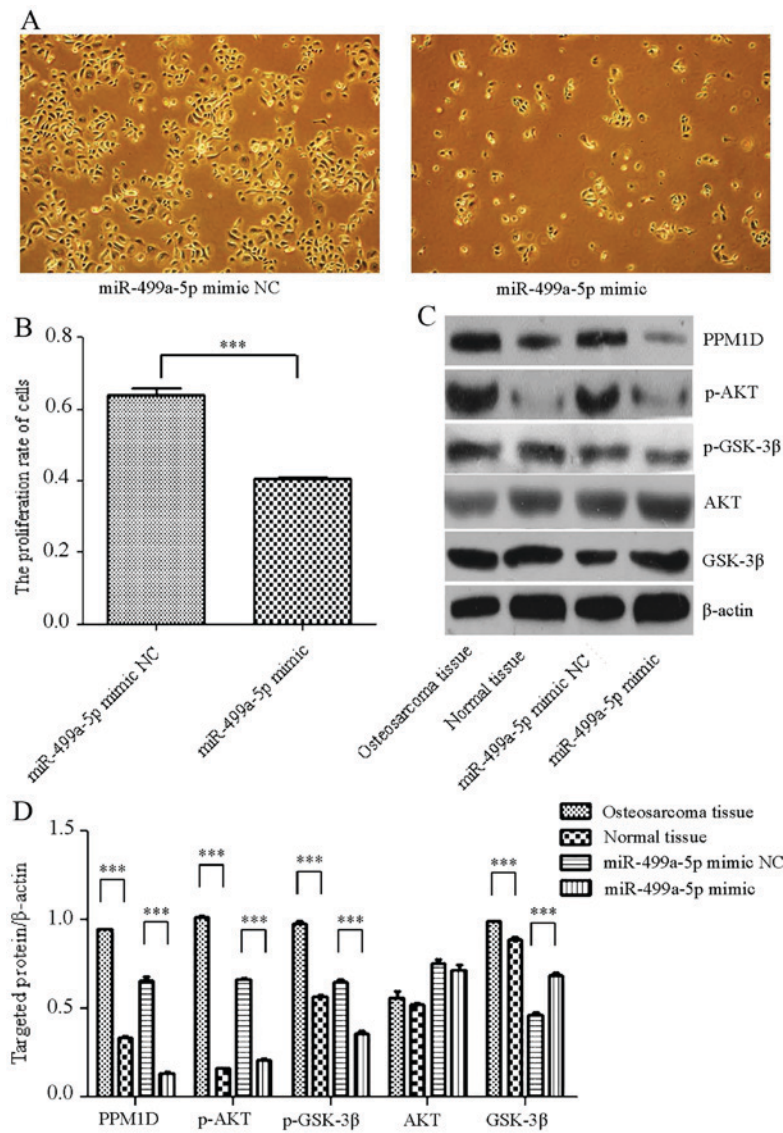 A
miR-499a-5p mimic NC
miR-499a-5p mimic
B
0.8
0.6
0.4
0.2
0.0
The proliferation rate of cells
***
miR-499a-5p mimic NC
miR-499a-5p mimic
C
PPM1D
p-AKT
p-GSK-3β
AKT
GSK-3β
β-actin
Osteosarcoma tissue
Normal tissue
miR-499a-5p mimic NC
miR-499a-5p mimic
D
Osteosarcoma tissue
Normal tissue
miR-499a-5p mimic NC
miR-499a-5p mimic
1.5
1.0
0.5
0.0
Targeted protein/β-actin
*** *** *** ***
*** *** *** ***
PPM1D p-AKT p-GSK-3β AKT GSK-3β